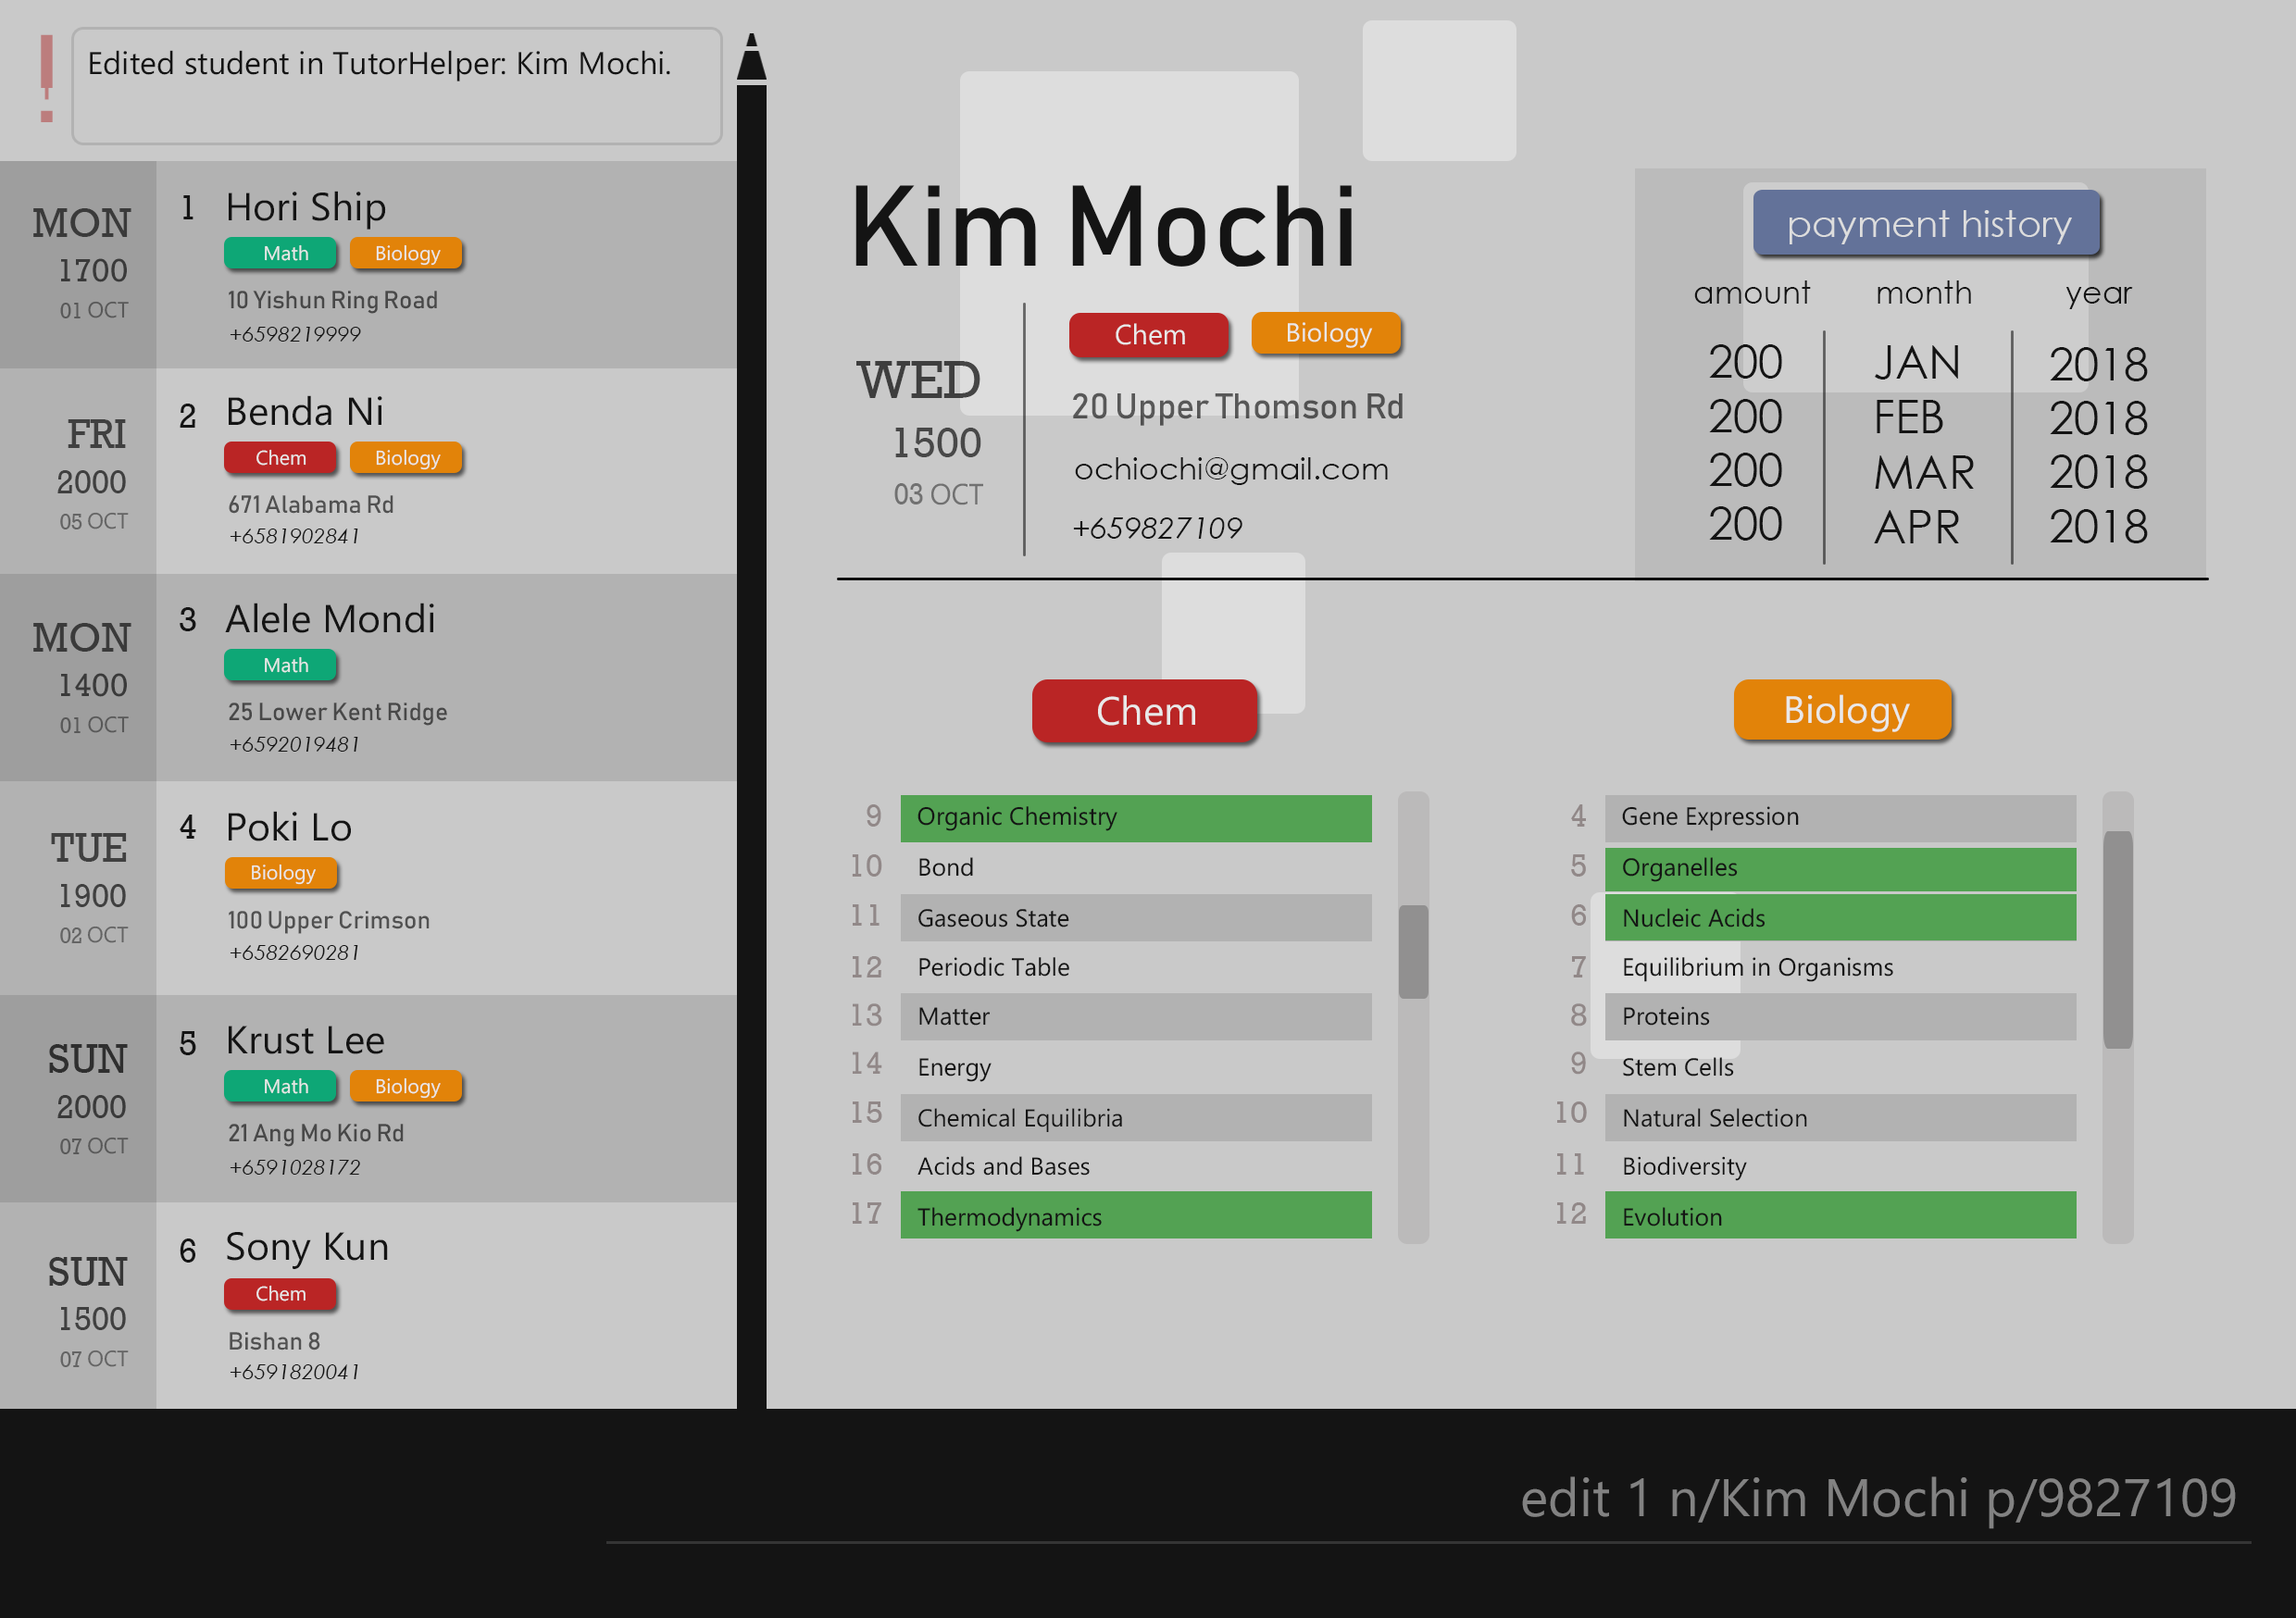 Edited student in TutorHelper: Kim Mochi.
MON
1700
01 OCT
1 Hori Ship
Math Biology
10 Yishun Ring Road
+6598219999
FRI
2000
05 OCT
2 Benda Ni
Chem Biology
671 Alabama Rd
+6581902841
MON
1400
01 OCT
3 Alele Mondi
Math
25 Lower Kent Ridge
+6592019481
TUE
1900
02 OCT
4 Poki Lo
Biology
100 Upper Crimson
+6582690281
SUN
2000
07 OCT
5 Krust Lee
Math Biology
21 Ang Mo Kio Rd
+6591028172
SUN
1500
07 OCT
6 Sony Kun
Chem
Bishan 8
+6591820041
Kim Mochi
WED
1500
03 OCT
Chem Biology
20 Upper Thomson Rd
ochiochi@gmail.com
+659827109
payment history
amount month year
200 JAN 2018
200 FEB 2018
200 MAR 2018
200 APR 2018
Chem
9 Organic Chemistry
10 Bond
11 Gaseous State
12 Periodic Table
13 Matter
14 Energy
15 Chemical Equilibria
16 Acids and Bases
17 Thermodynamics
Biology
4 Gene Expression
5 Organelles
6 Nucleic Acids
7 Equilibrium in Organisms
8 Proteins
9 Stem Cells
10 Natural Selection
11 Biodiversity
12 Evolution
edit 1 n/Kim Mochi p/9827109